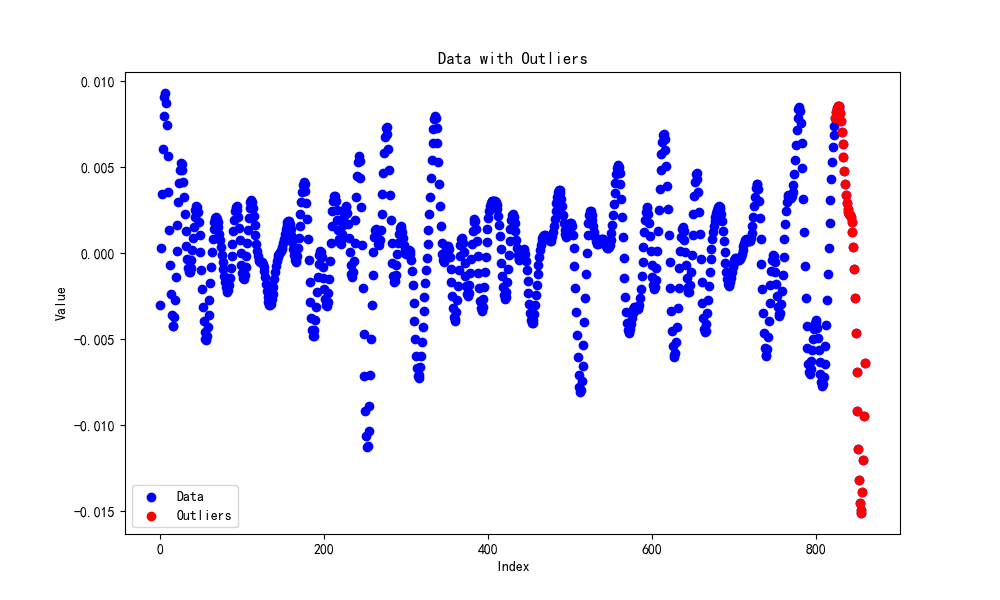 Data with Outliers
0.010
0.005
0.000
-0.005
-0.010
-0.015
Value
0 200 400 600 800
Index
Data
Outliers